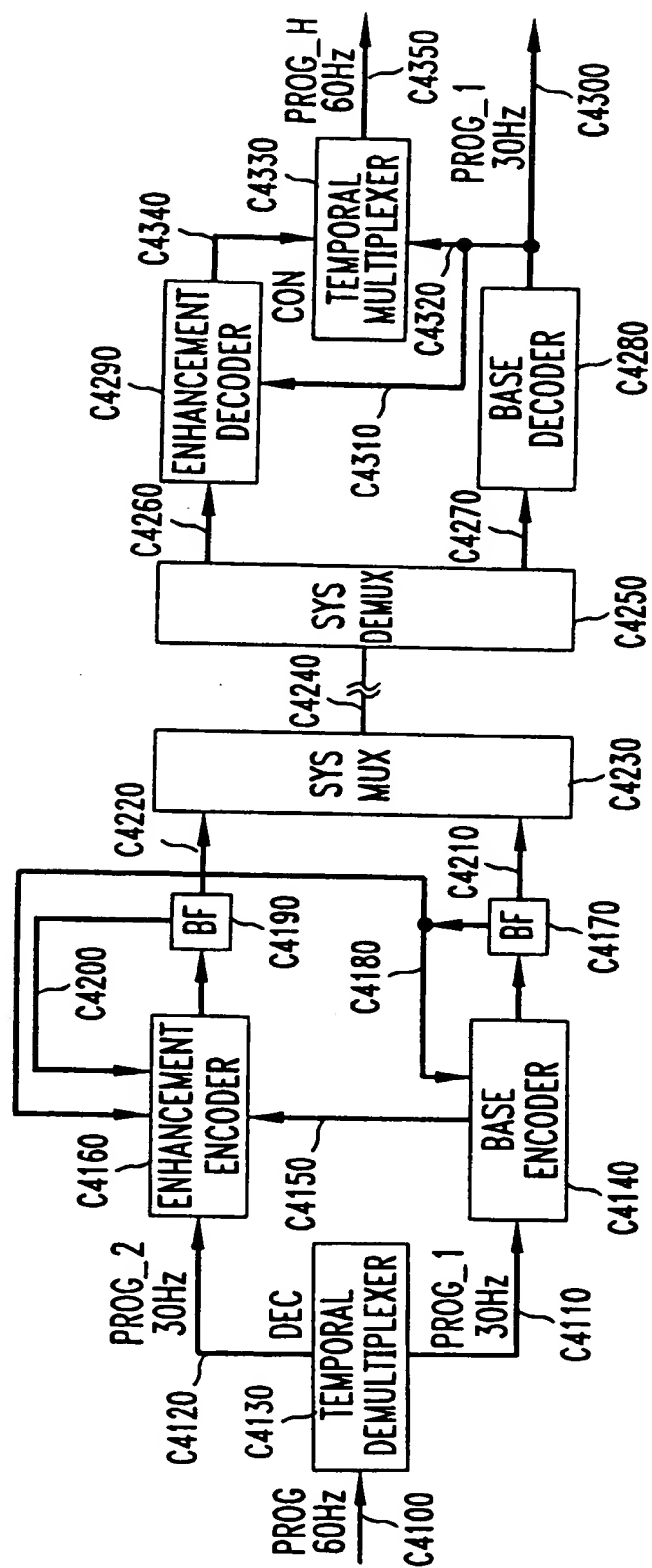 PROG
60Hz
C4100
C4130
TEMPORAL
DEMULTIPLEXER
DEC
C4120
PROG_2
30Hz
PROG_1
30Hz
C4110
C4160
ENHANCEMENT
ENCODER
C4150
BASE
ENCODER
C4140
C4200
BF
C4190
C4180
BF
C4170
C4220
C4210
SYS
MUX
C4230
C4240
SYS
DEMUX
C4250
C4260
C4270
C4290
ENHANCEMENT
DECODER
C4310
BASE
DECODER
C4280
C4340
CON
C4330
TEMPORAL
MULTIPLEXER
C4320
PROG_H
60Hz
C4350
PROG_1
30Hz
C4300